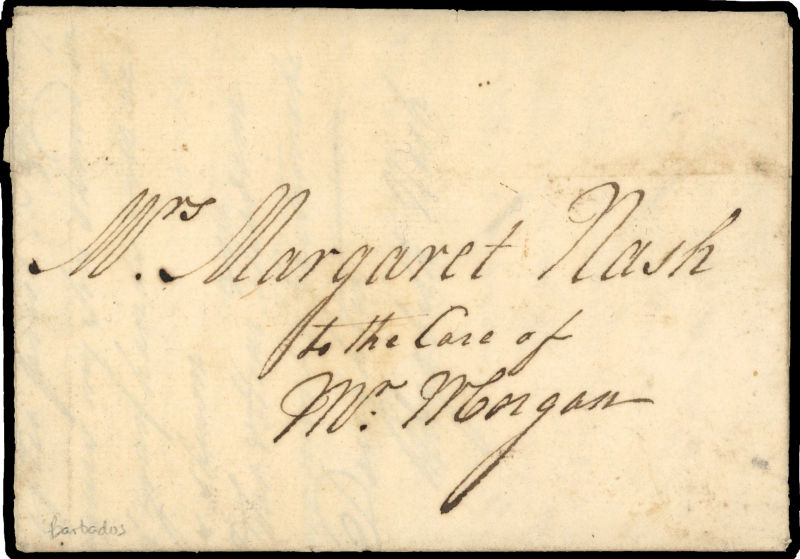 Mrs. Margaret Nash
to the Care of
Mr. Morgan
Barbados